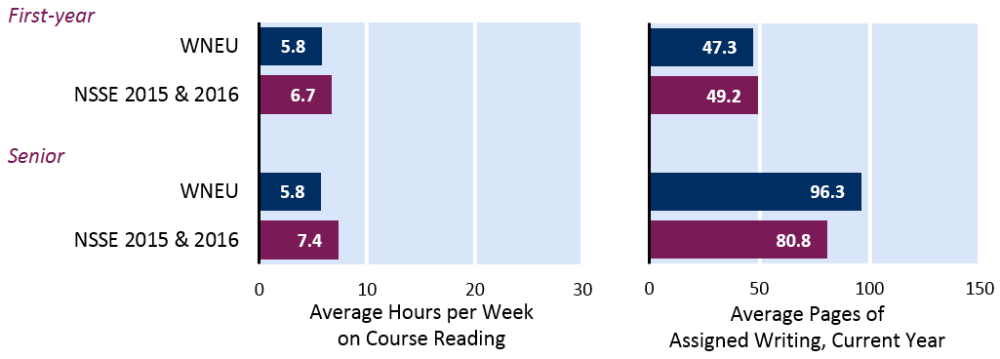 First-year
WNEU 5.8 47.3
NSSE 2015 & 2016 6.7 49.2
Senior
WNEU 5.8 96.3
NSSE 2015 & 2016 7.4 80.8
0 10 20 30 0 50 100 150
Average Hours per Week
on Course Reading
Average Pages of
Assigned Writing, Current Year